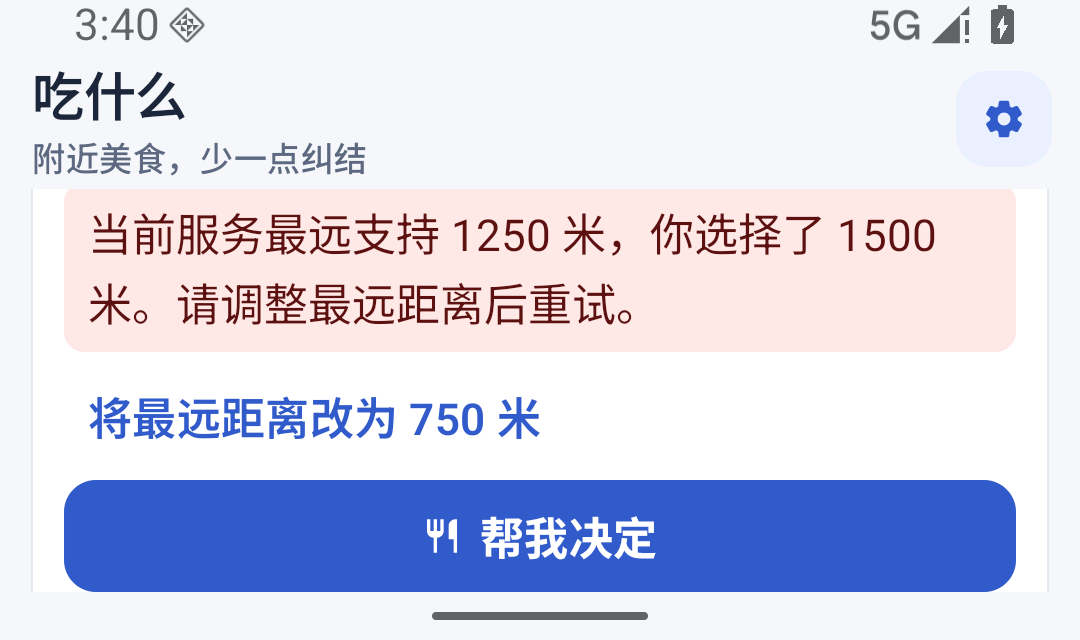 3:40
5G
吃什么
附近美食，少一点纠结
当前服务最远支持 1250 米，你选择了 1500
米。请调整最远距离后重试。
将最远距离改为 750 米
帮我决定